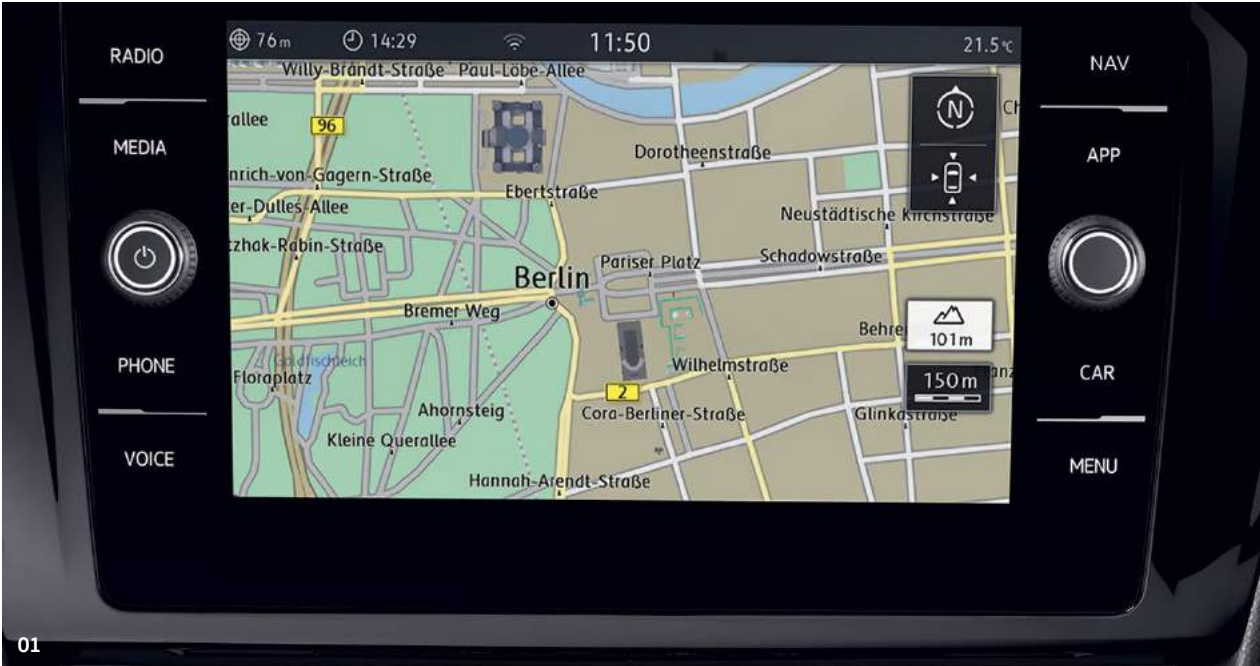 RADIO
MEDIA
PHONE
VOICE
76m 14:29 11:50 21.5°C
Willy-Brandt-Straße Paul-Löbe-Allee
96
rallee
Dorotheenstraße
nrich-von-Gagern-Straße
Ebertstraße
er-Dulles-Allee
Neustädtische Kirchstraße
tzhak-Rabin-Straße
Pariser Platz
Schadowstraße
Berlin
Bremer Weg
Behre
Goldfischteich
Floraplatz
Wilhelmstraße
2
Ahornsteig
Cora-Berliner-Straße
Glinkastraße
Kleine Querallee
Hannah-Arendt-Straße
N
101m
150m
NAV
APP
CAR
MENU
01